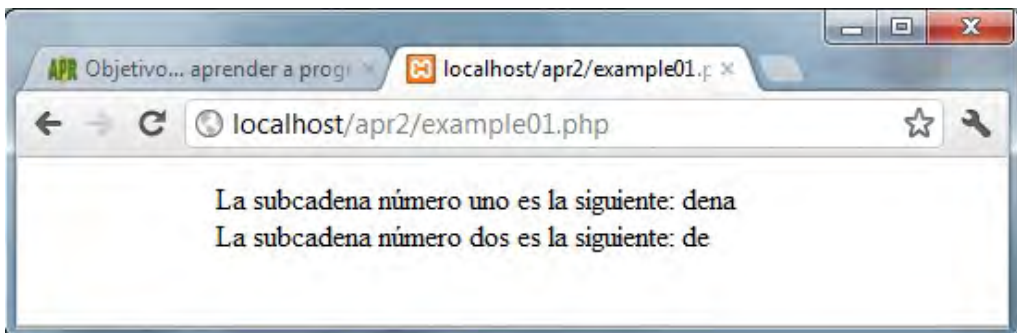 APR Objetivo... aprender a progr
localhost/apr2/example01.p
localhost/apr2/example01.php
La subcadena número uno es la siguiente: dena
La subcadena número dos es la siguiente: de